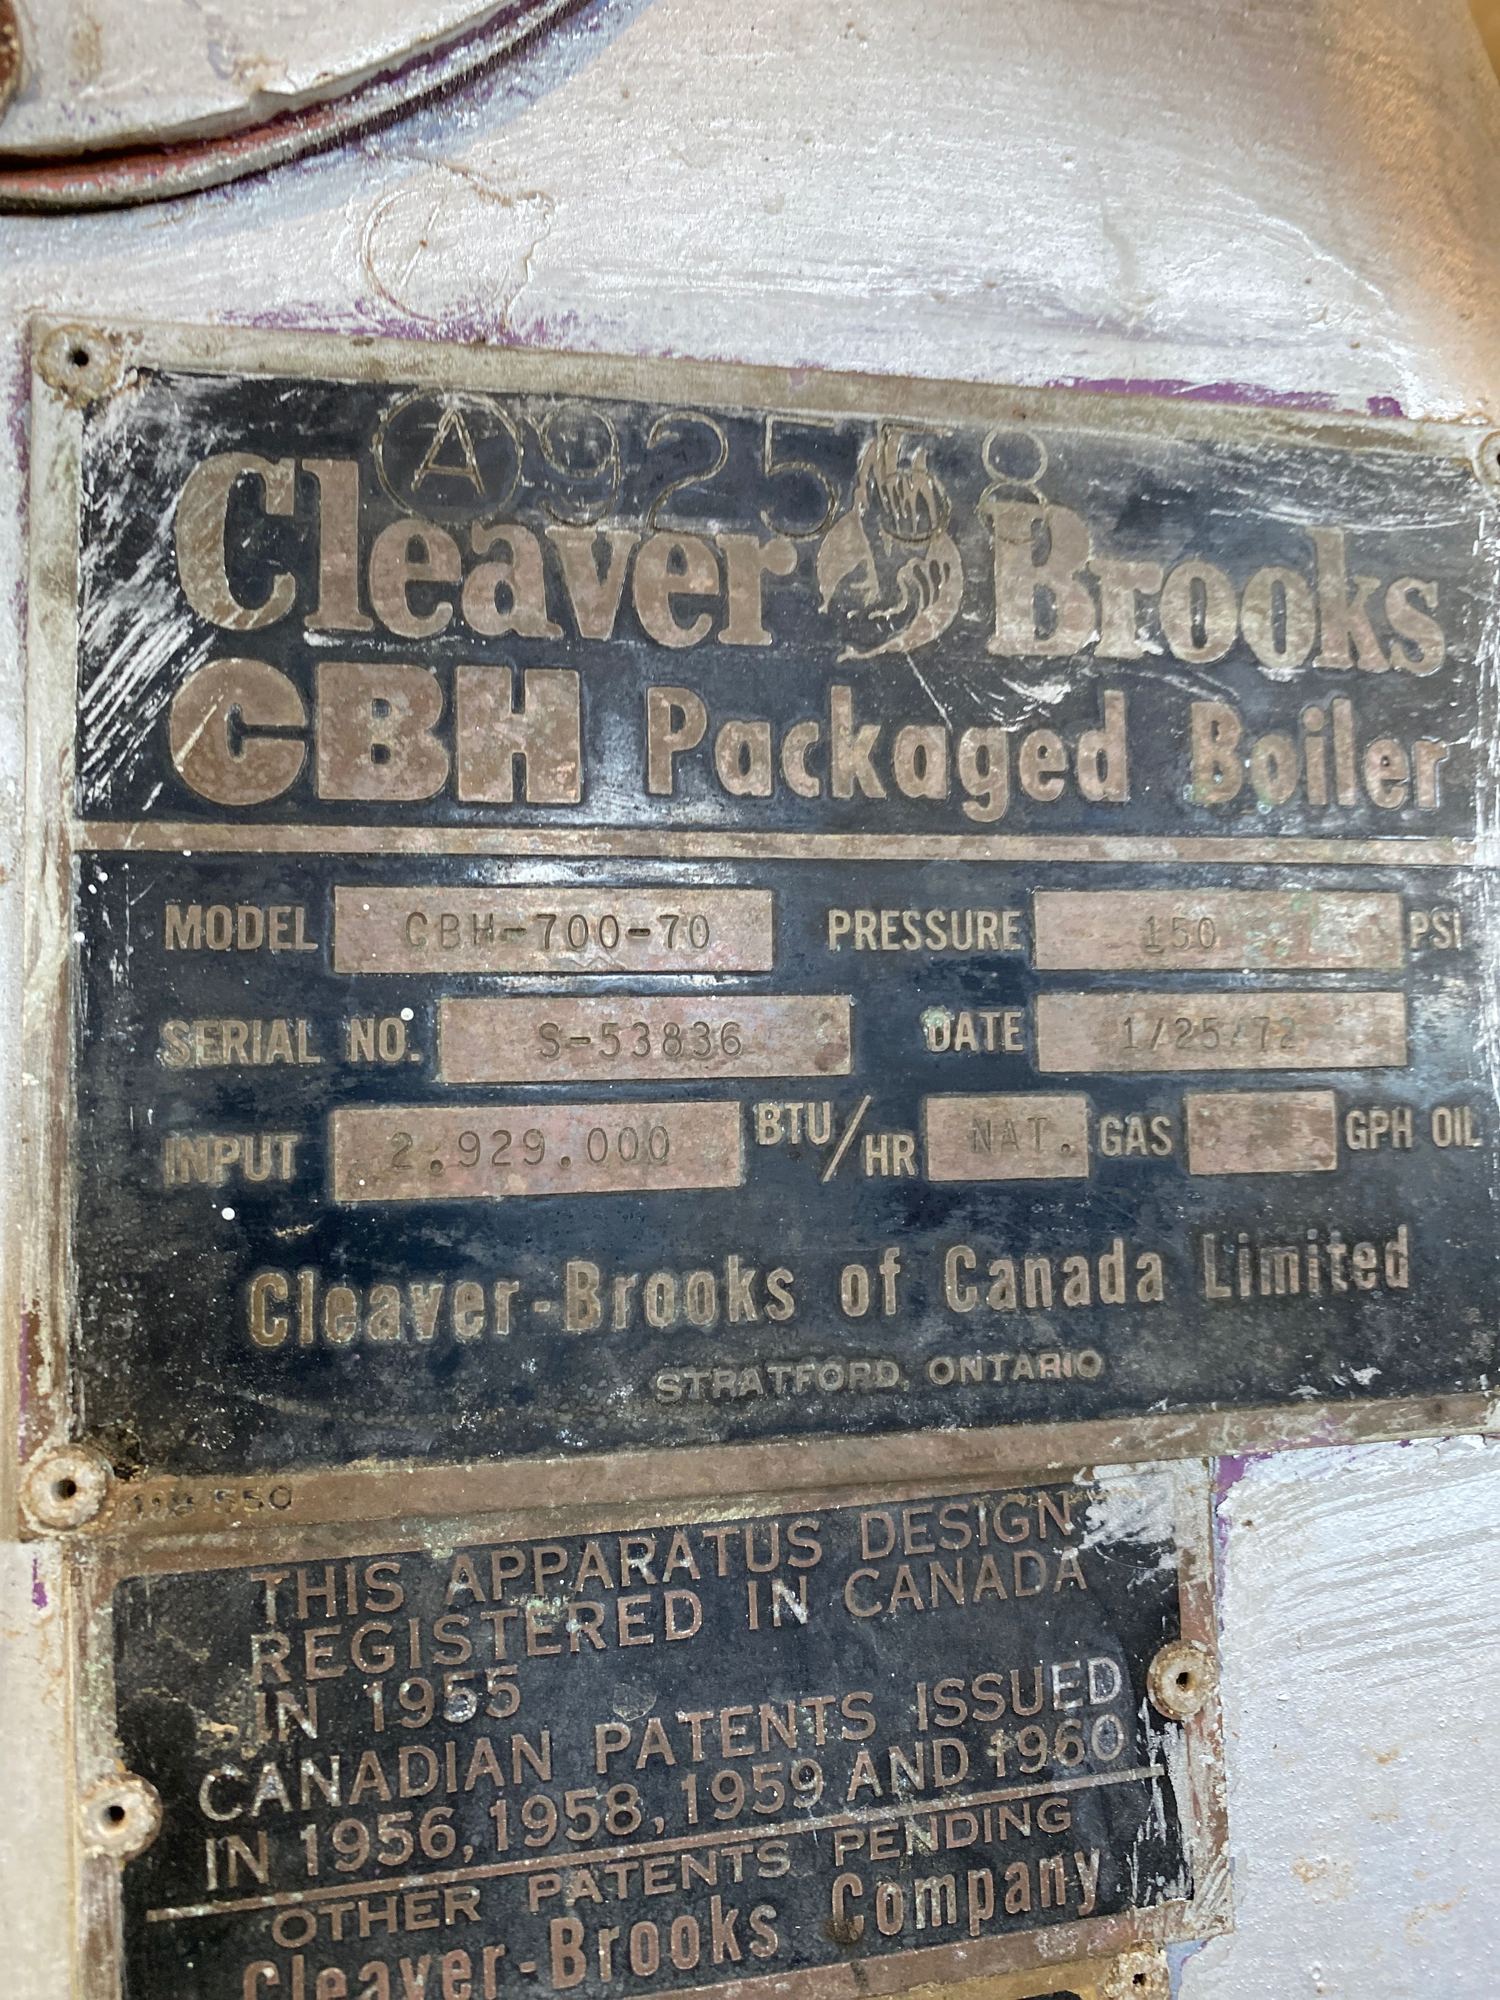 Ⓐ 925558
Cleaver Brooks
CBH Packaged Boiler
MODEL CBH-700-70 PRESSURE 150 PSI
SERIAL NO. S-53836 DATE 1/25/72
INPUT 2.929.000 BTU/HR NAT. GAS GPH OIL
Cleaver-Brooks of Canada Limited
STRATFORD, ONTARIO
550
THIS APPARATUS DESIGN
REGISTERED IN CANADA
IN 1955
CANADIAN PATENTS ISSUED
IN 1956, 1958, 1959 AND 1960
OTHER PATENTS PENDING
Cleaver-Brooks Company